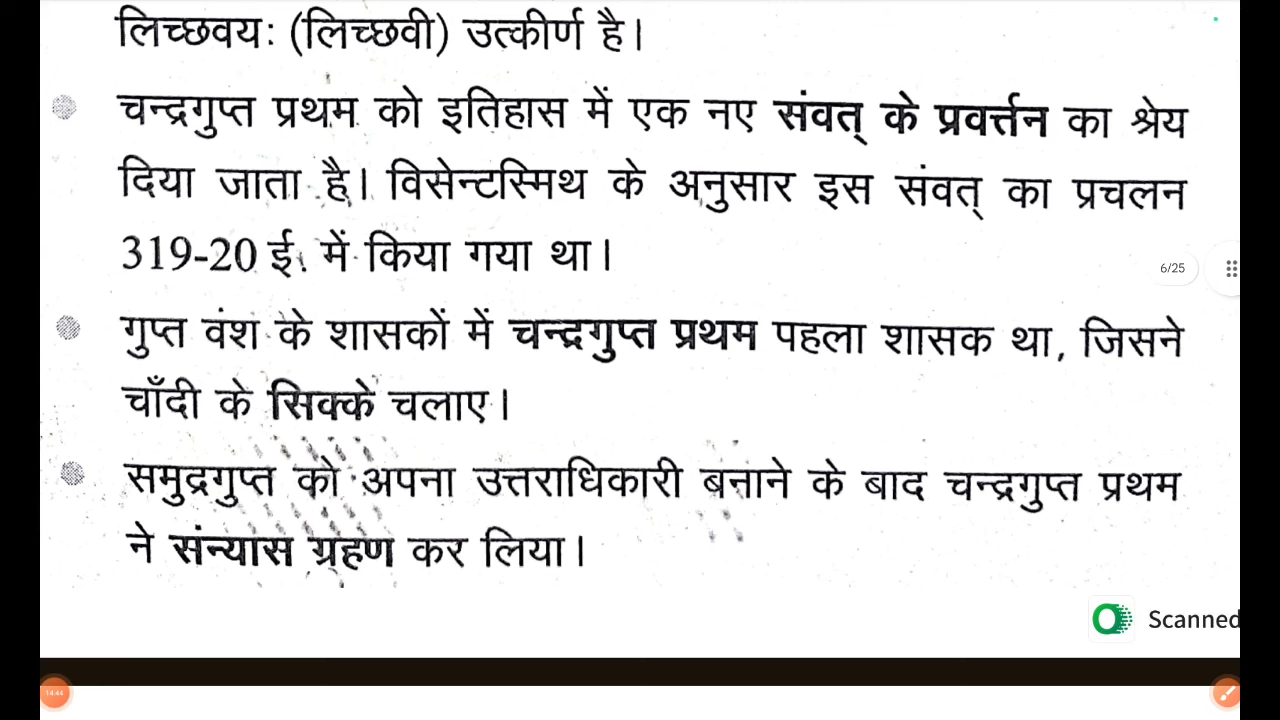 लिच्छवयः (लिच्छवी) उत्कीर्ण है।
चन्द्रगुप्त प्रथम को इतिहास में एक नए संवत् के प्रवर्त्तन का श्रेय
दिया जाता है। विसेन्टस्मिथ के अनुसार इस संवत् का प्रचलन
319-20 ई. में किया गया था।
6/25
गुप्त वंश के शासकों में चन्द्रगुप्त प्रथम पहला शासक था, जिसने
चाँदी के सिक्के चलाए।
समुद्रगुप्त को अपना उत्तराधिकारी बनाने के बाद चन्द्रगुप्त प्रथम
ने संन्यास ग्रहण कर लिया।
Scanned
14:44